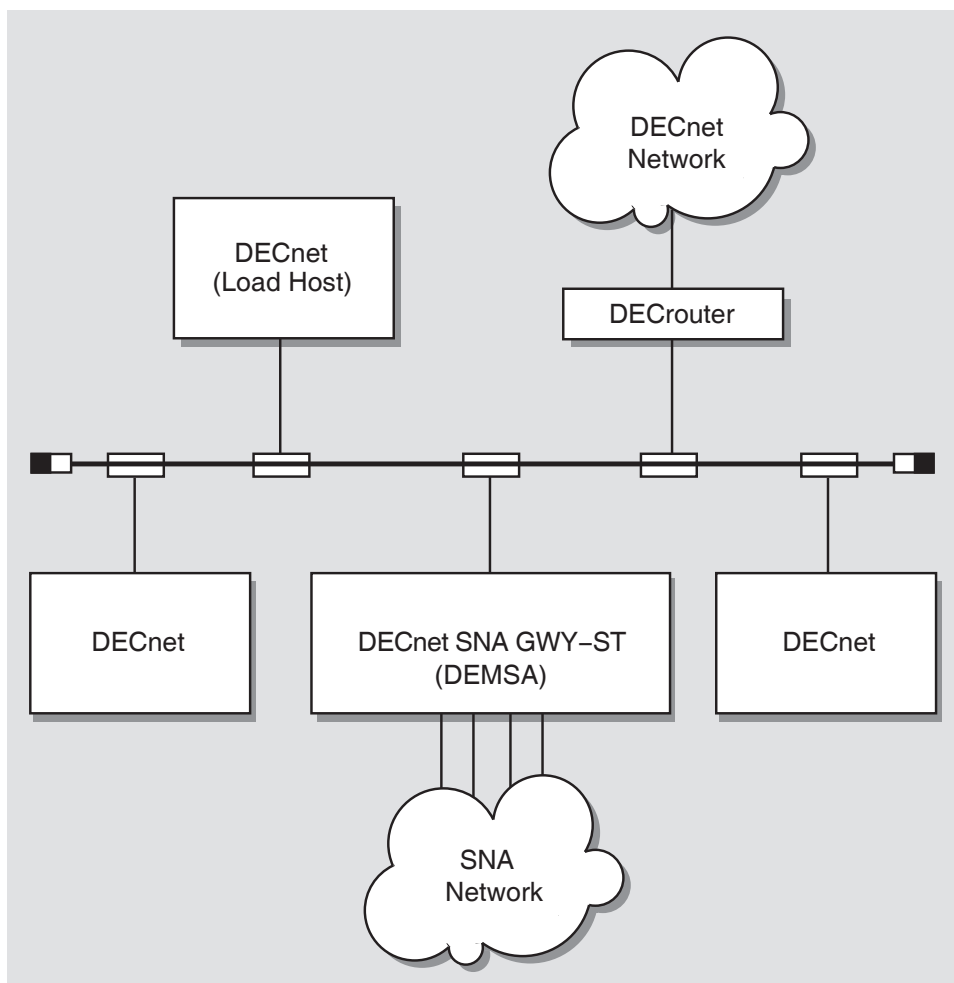 DECnet
Network
DECnet
(Load Host)
DECrouter
DECnet
DECnet SNA GWY−ST
(DEMSA)
DECnet
SNA
Network